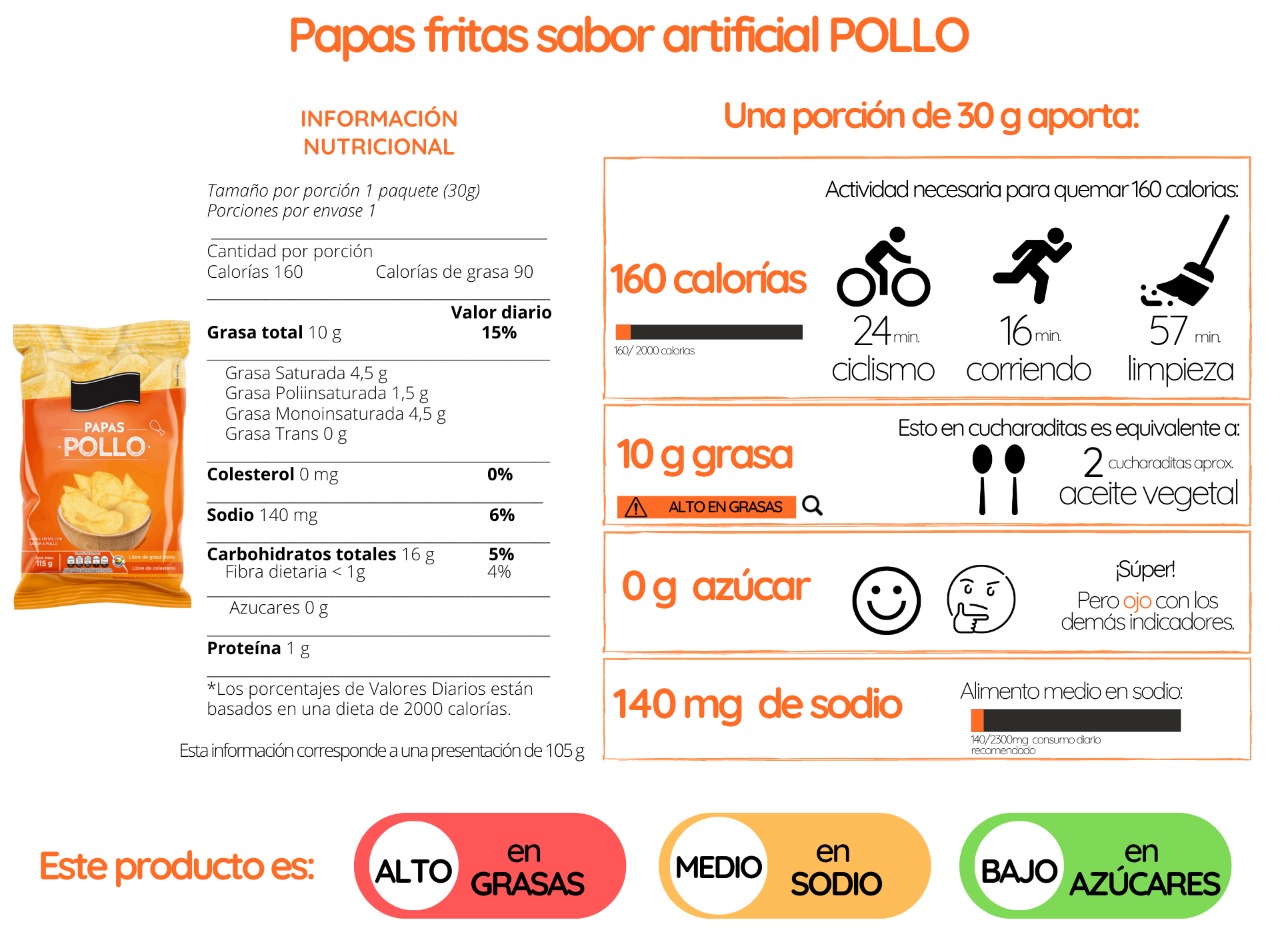 Papas fritas sabor artificial POLLO
INFORMACIÓN
NUTRICIONAL
Tamaño por porción 1 paquete (30g)
Porciones por envase 1
Cantidad por porción
Calorías 160 Calorías de grasa 90
Valor diario
Grasa total 10 g 15%
Grasa Saturada 4,5 g
Grasa Poliinsaturada 1,5 g
Grasa Monoinsaturada 4,5 g
Grasa Trans 0 g
Colesterol 0 mg 0%
Sodio 140 mg 6%
Carbohidratos totales 16 g 5%
Fibra dietaria < 1g 4%
Azucares 0 g
Proteína 1 g
*Los porcentajes de Valores Diarios están
basados en una dieta de 2000 calorías.
Esta información corresponde a una presentación de 105 g
PAPAS
POLLO
115 g
Libre de colesterol
Una porción de 30 g aporta:
Actividad necesaria para quemar 160 calorias:
160 calorías
160/ 2000 calorías
24 min.
ciclismo
16 min.
corriendo
57 min.
limpieza
10 g grasa
ALTO EN GRASAS
Esto en cucharaditas es equivalente a:
2 cucharaditas aprox.
aceite vegetal
0 g azúcar
¡Súper!
Pero ojo con los
demás indicadores.
140 mg de sodio
Alimento medio en sodio:
140/2300mg consumo diario
recomendado
Este producto es:
ALTO en GRASAS
MEDIO en SODIO
BAJO en AZÚCARES